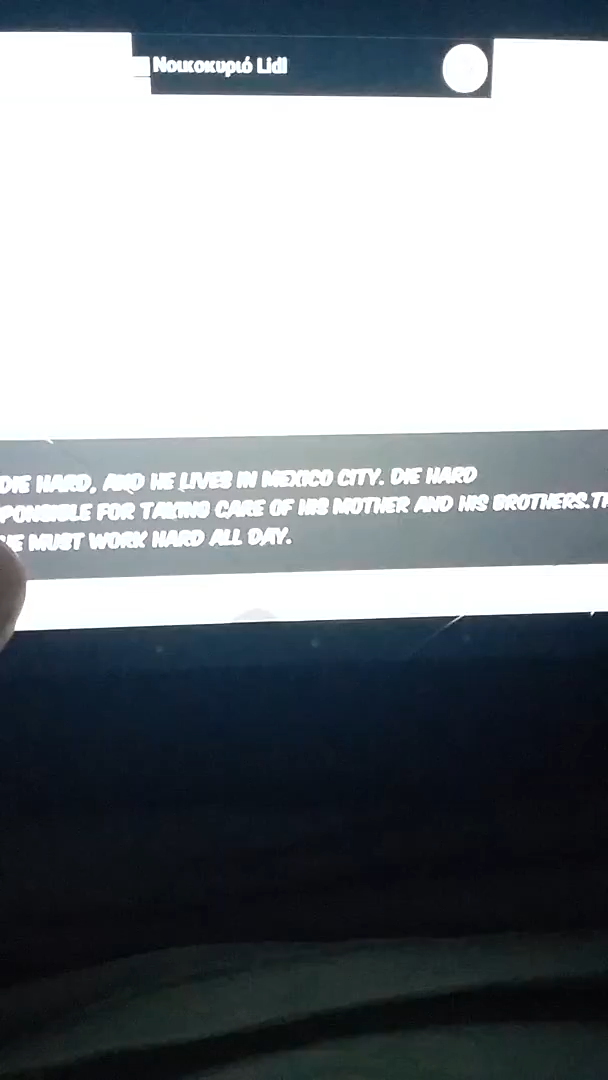 Νοικοκυριό Lidl
DIE HARD, AND HE LIVES IN MEXICO CITY. DIE HARD
FOR TAKING CARE OF HIS MOTHER AND HIS BROTHERS.
MUST WORK HARD ALL DAY.